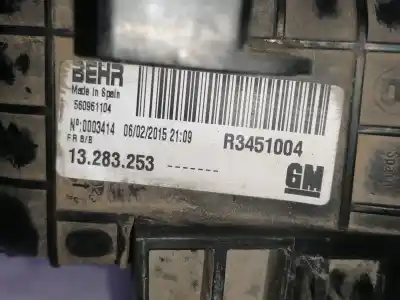 BEHR
Made in Spain
560961104
Nº:0003414 06/02/2015 21:09
R3451004
F.R B/B
13.283.253 -------
GM